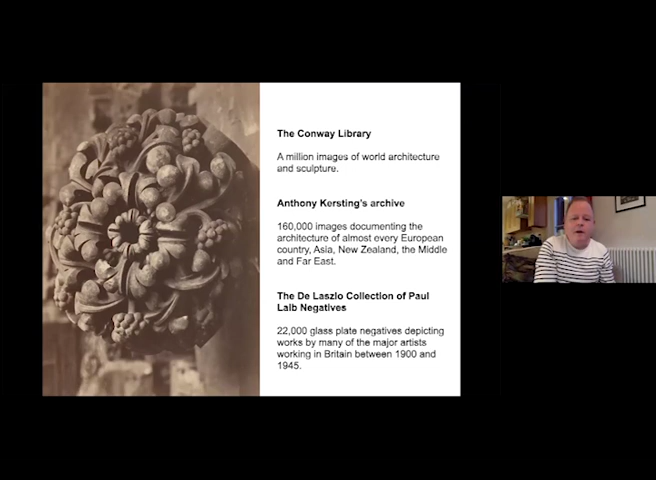 The Conway Library
A million images of world architecture
and sculpture.
Anthony Kersting's archive
160,000 images documenting the
architecture of almost every European
country, Asia, New Zealand, the Middle
and Far East.
The De Laszlo Collection of Paul
Laib Negatives
22,000 glass plate negatives depicting
works by many of the major artists
working in Britain between 1900 and
1945.